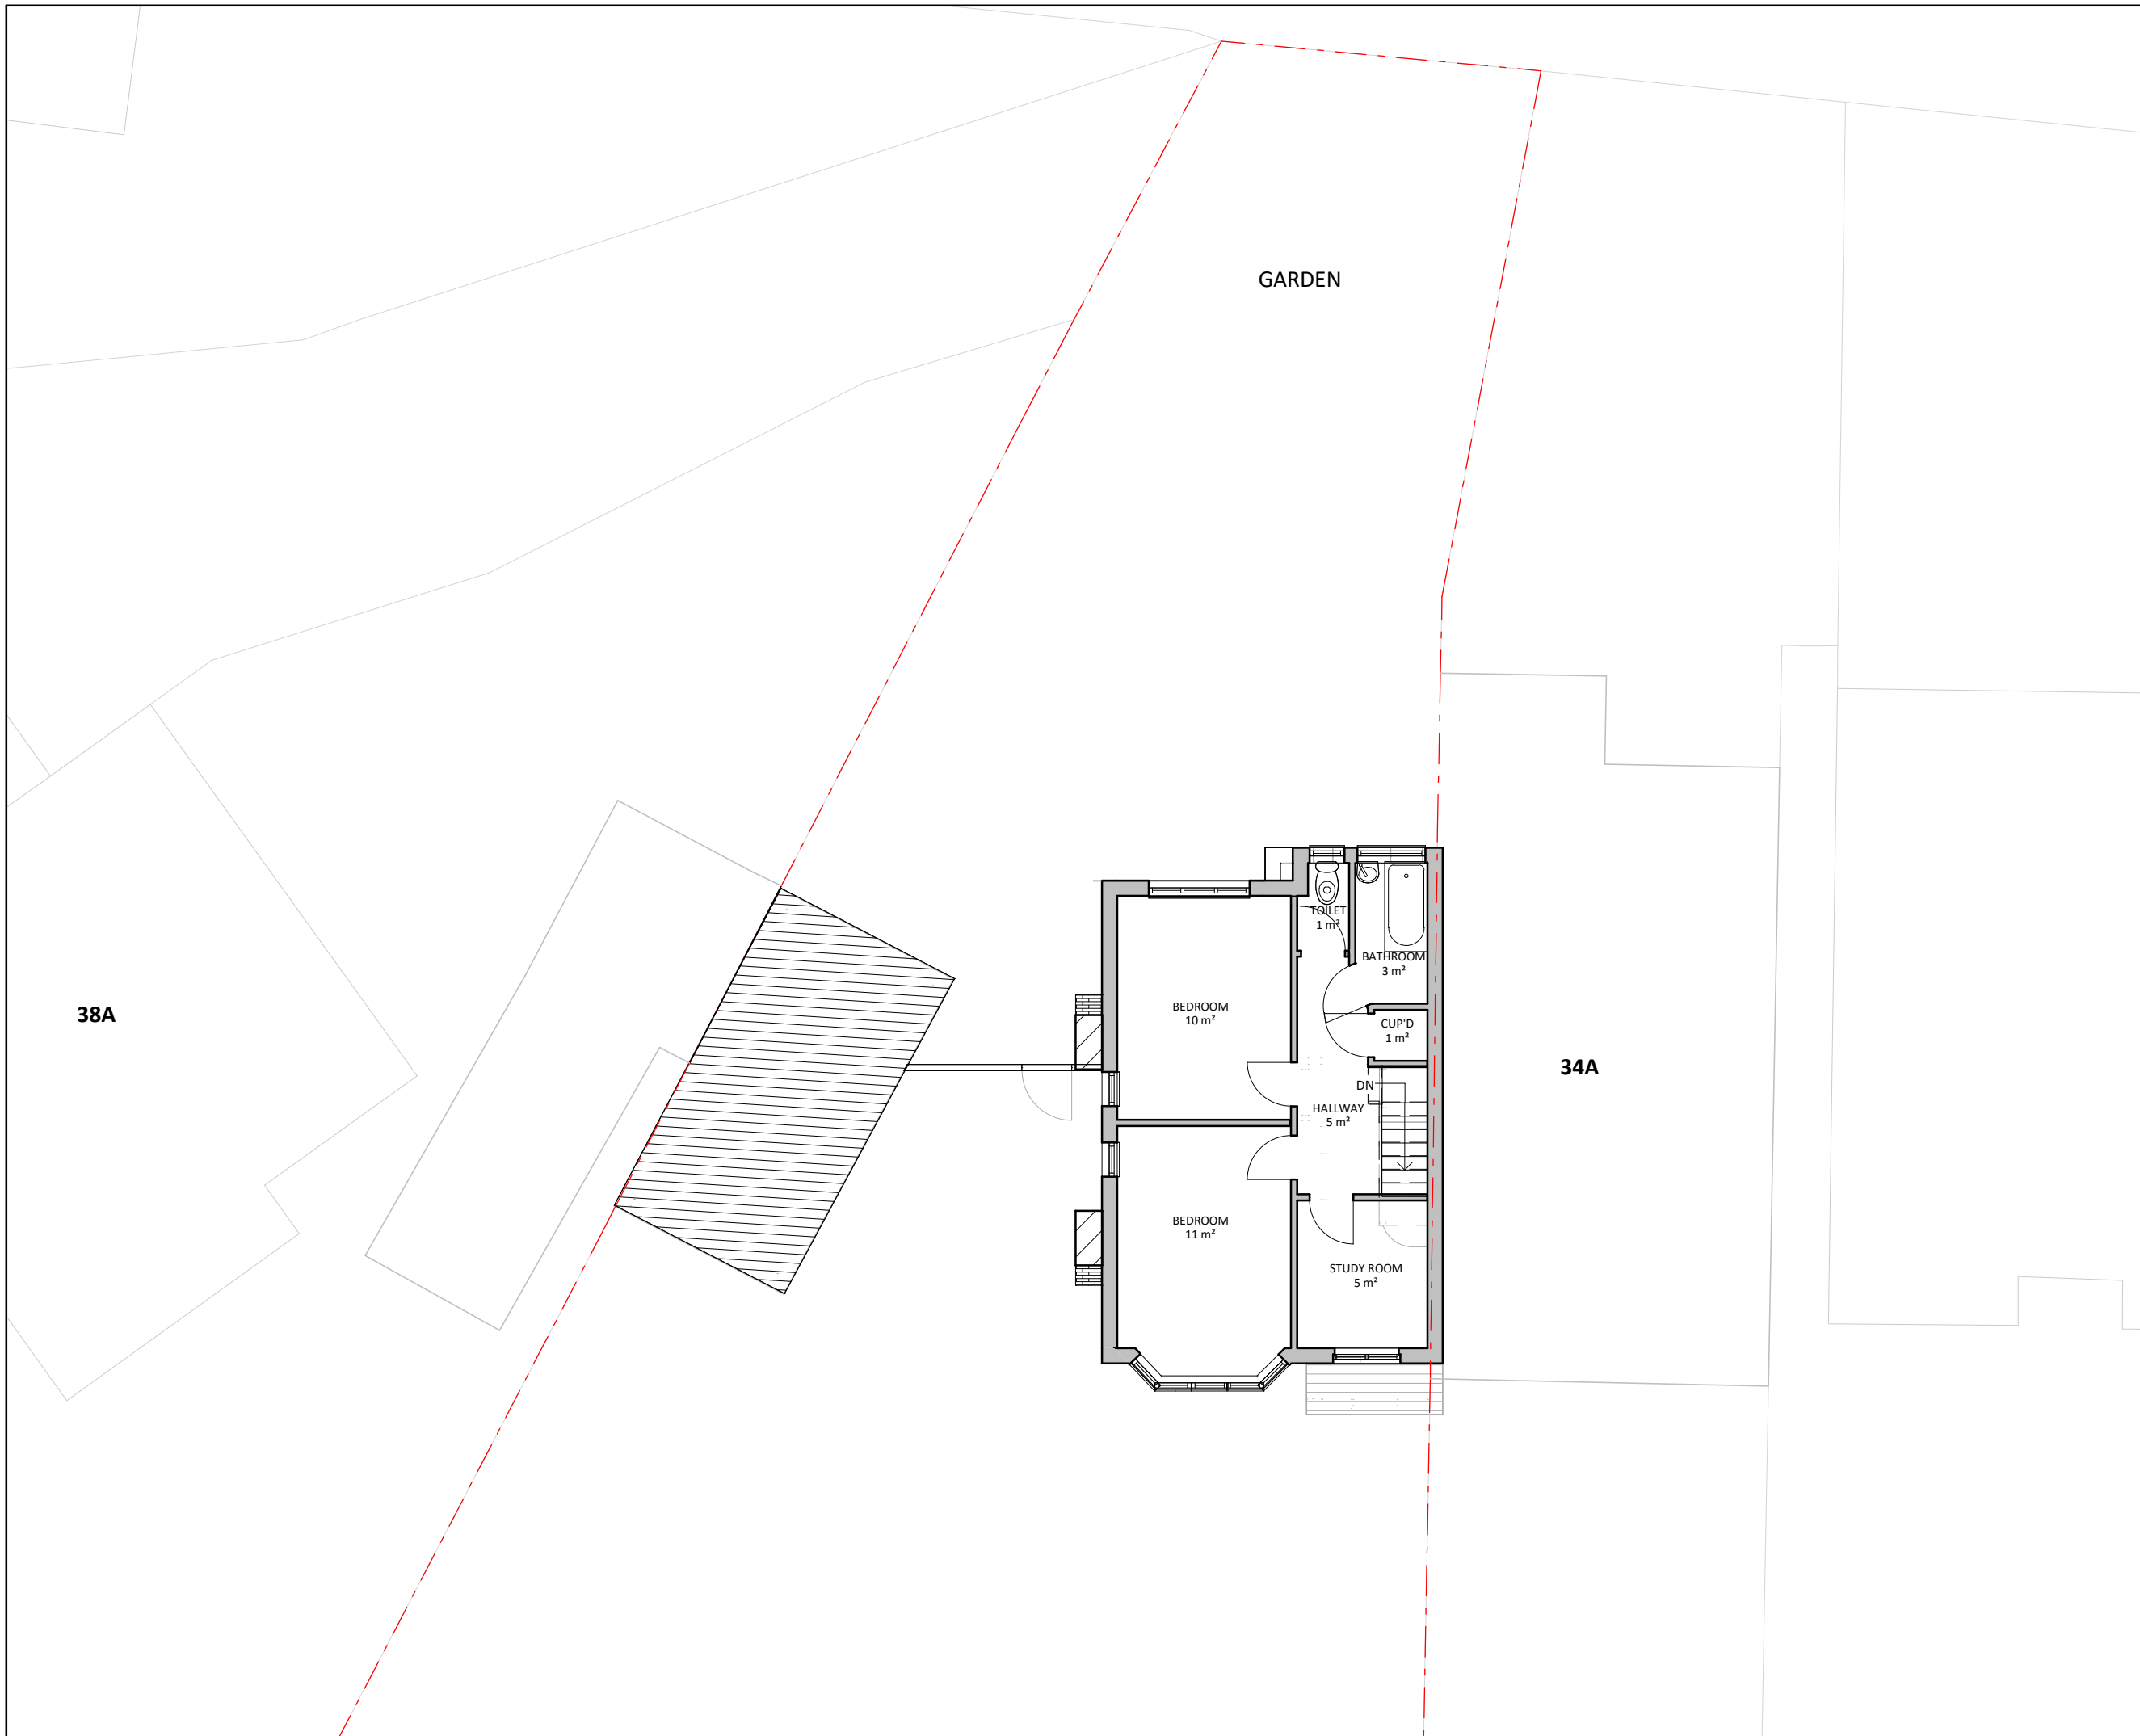 GARDEN
TOILET
1 m²
BATHROOM
3 m²
BEDROOM
10 m²
38A
CUP'D
1 m²
34A
DN
HALLWAY
5 m²
BEDROOM
11 m²
STUDY ROOM
5 m²